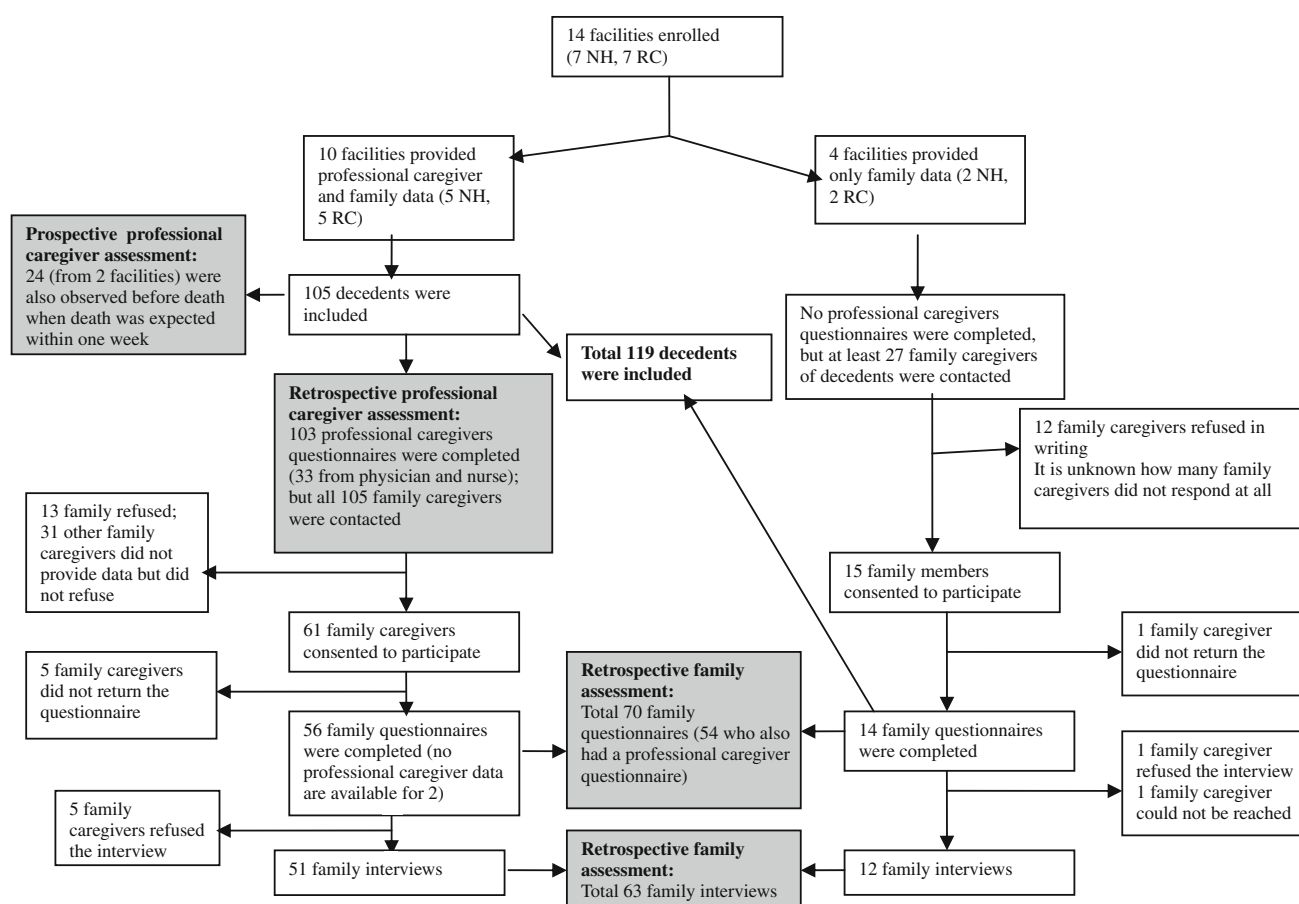 14 facilities enrolled
(7 NH, 7 RC)
10 facilities provided
professional caregiver
and family data (5 NH,
5 RC)
4 facilities provided
only family data (2 NH,
2 RC)
Prospective professional
caregiver assessment:
24 (from 2 facilities) were
also observed before death
when death was expected
within one week
105 decedents were
included
No professional caregivers
questionnaires were completed,
but at least 27 family caregivers
of decedents were contacted
Total 119 decedents
were included
Retrospective professional
caregiver assessment:
103 professional caregivers
questionnaires were completed
(33 from physician and nurse);
but all 105 family caregivers
were contacted
12 family caregivers refused in
writing
It is unknown how many family
caregivers did not respond at all
13 family refused;
31 other family
caregivers did not
provide data but did
not refuse
15 family members
consented to participate
61 family caregivers
consented to participate
1 family caregiver
did not return the
questionnaire
5 family caregivers
did not return the
questionnaire
Retrospective family
assessment:
Total 70 family
questionnaires (54 who also
had a professional caregiver
questionnaire)
56 family questionnaires
were completed (no
professional caregiver data
are available for 2)
14 family questionnaires
were completed
1 family caregiver
refused the interview
1 family caregiver
could not be reached
5 family
caregivers refused
the interview
51 family interviews
Retrospective family
assessment:
Total 63 family interviews
12 family interviews